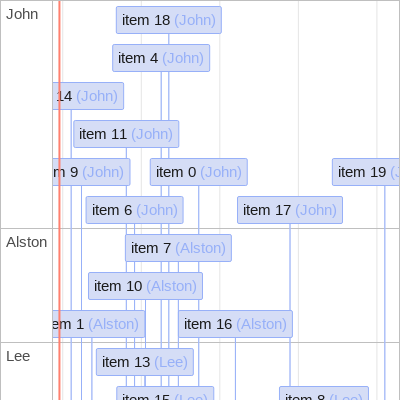 John
item 18 (John)
item 4 (John)
14 (John)
item 11 (John)
9 (John)
item 0 (John)
item 19
item 6 (John)
item 17 (John)
Alston
item 7 (Alston)
item 10 (Alston)
1 (Alston)
item 16 (Alston)
Lee
item 13 (Lee)
item 15 (Lee)
item 8 (Lee)